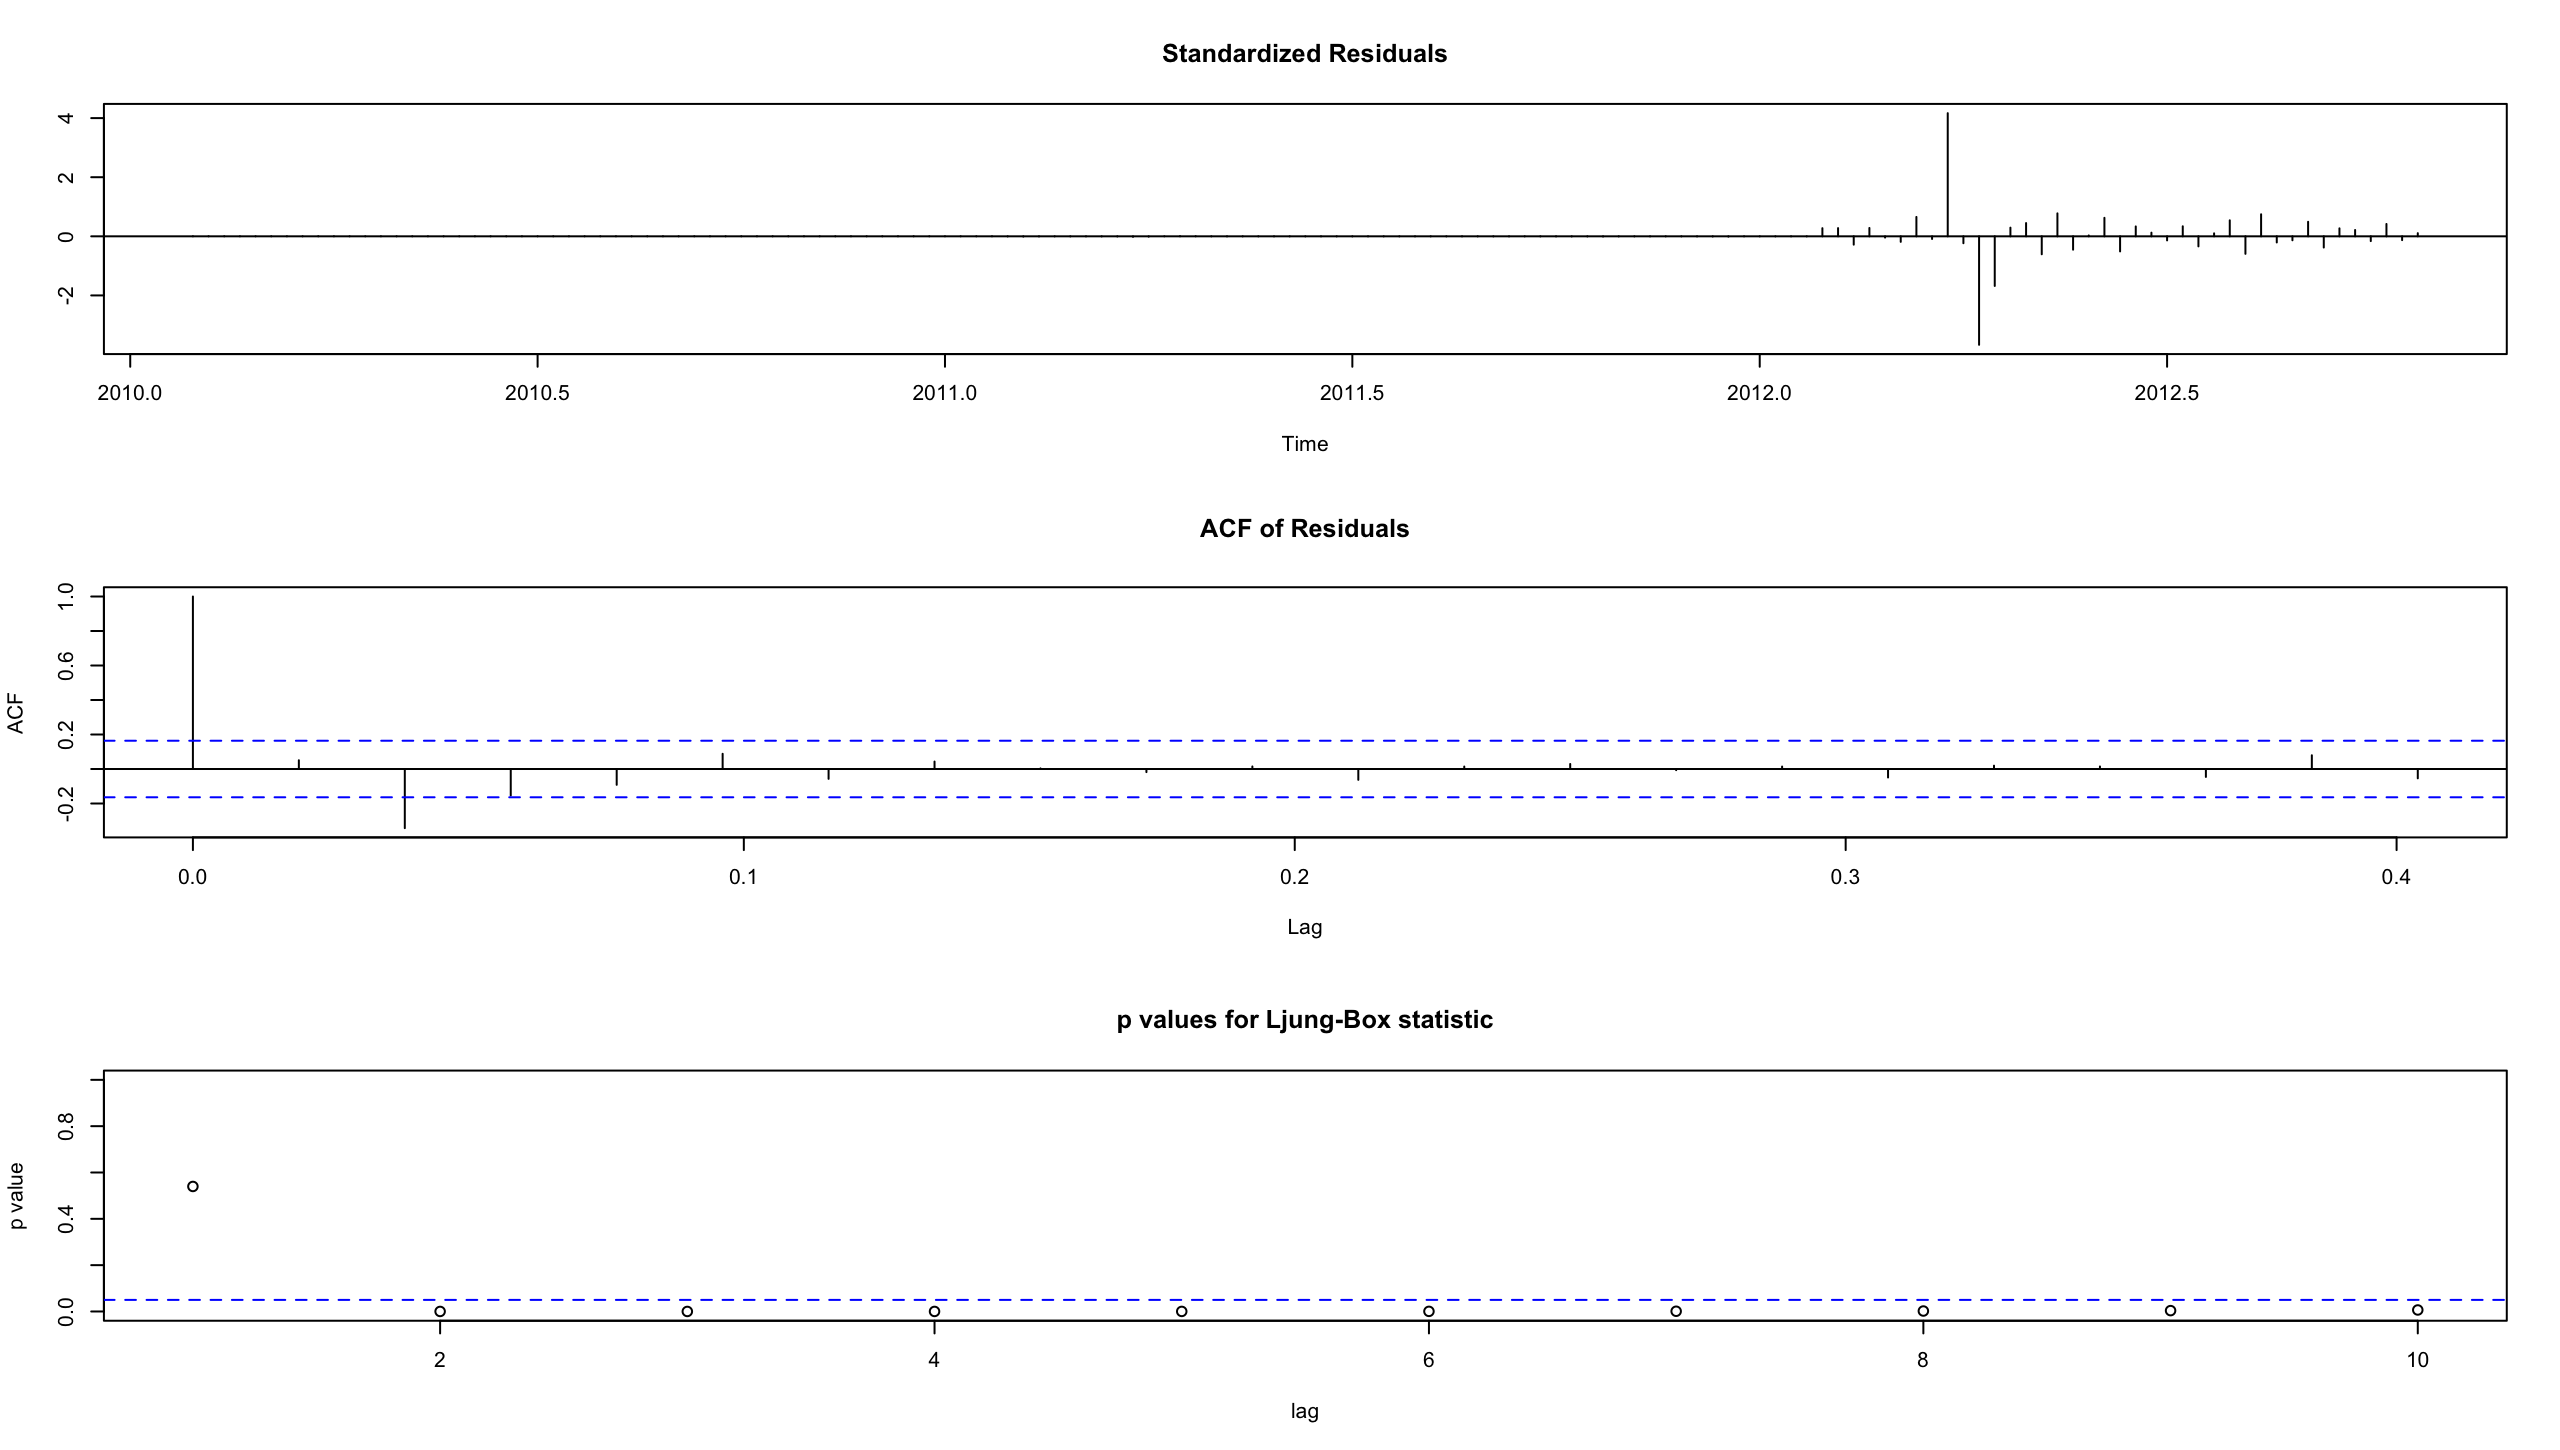 Standardized Residuals
4
2
0
-2
2010.0 2010.5 2011.0 2011.5 2012.0 2012.5
Time
ACF of Residuals
ACF
1.0
0.6
0.2
-0.2
0.0 0.1 0.2 0.3 0.4
Lag
p values for Ljung-Box statistic
p value
0.8
0.4
0.0
2 4 6 8 10
lag